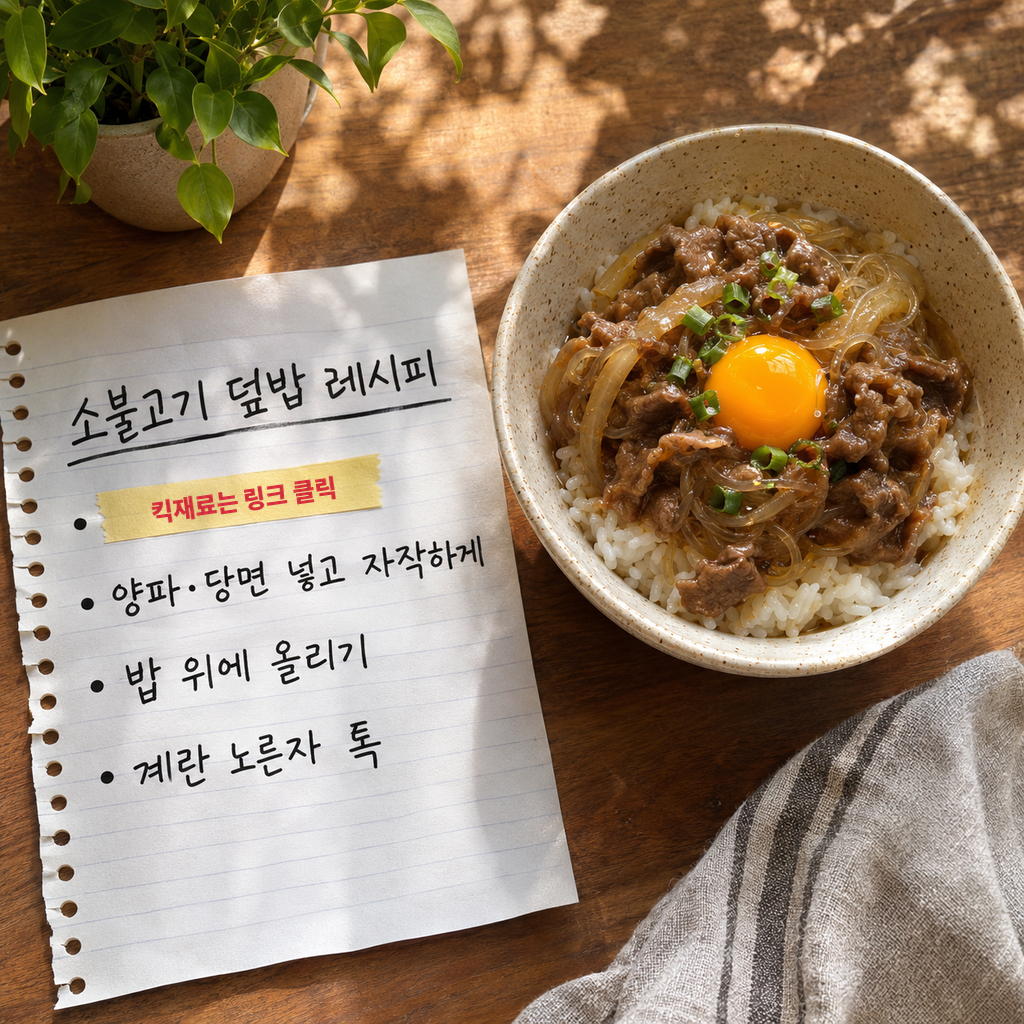 소불고기 덮밥 레시피
• 킥재료는 링크 클릭
• 양파·당면 넣고 자작하게
• 밥 위에 올리기
• 계란 노른자 톡